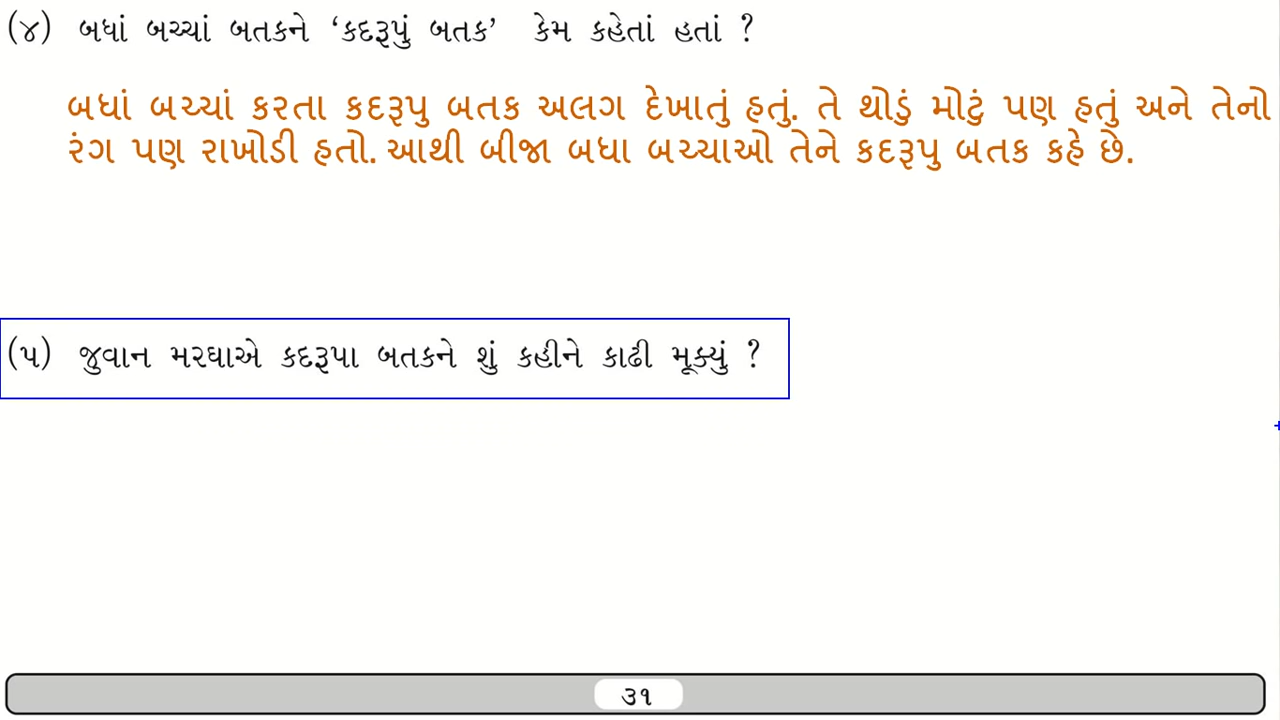 (૪) બધાં બચ્ચાં બતકને ‘કદરૂપું બતક’ કેમ કહેતાં હતાં ?
બધાં બચ્ચાં કરતા કદરૂપુ બતક અલગ દેખાતું હતું. તે થોડું મોટું પણ હતું અને તેનો
રંગ પણ રાખોડી હતો. આથી બીજા બધા બચ્ચાઓ તેને કદરૂપુ બતક કહે છે.
(૫) જુવાન મરઘાએ કદરૂપા બતકને શું કહીને કાઢી મૂક્યું ?
૩૧